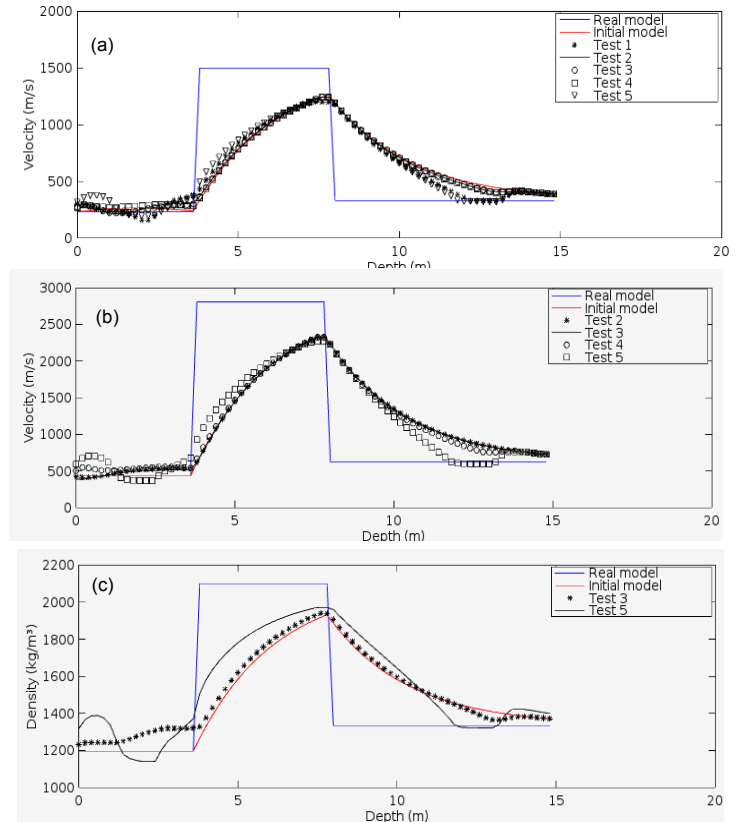 (a)
2000
1500
1000
500
0
Velocity (m/s)
0 5 10 15 20
Depth (m)
Real model
Initial model
Test 1
Test 2
Test 3
Test 4
Test 5
(b)
3000
2500
2000
1500
1000
500
0
Velocity (m/s)
0 5 10 15 20
Depth (m)
Real model
Initial model
Test 2
Test 3
Test 4
Test 5
(c)
2200
2000
1800
1600
1400
1200
1000
Density (kg/m³)
0 5 10 15 20
Depth (m)
Real model
Initial model
Test 3
Test 5